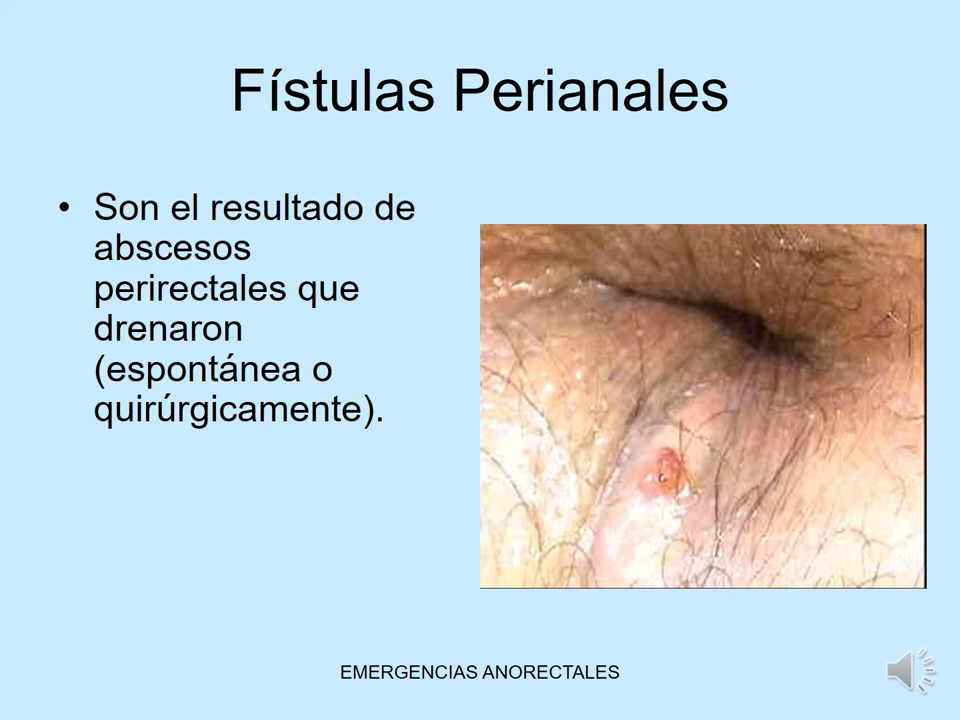 Fístulas Perianales
• Son el resultado de
abscesos
perirectales que
drenaron
(espontánea o
quirúrgicamente).
EMERGENCIAS ANORECTALES